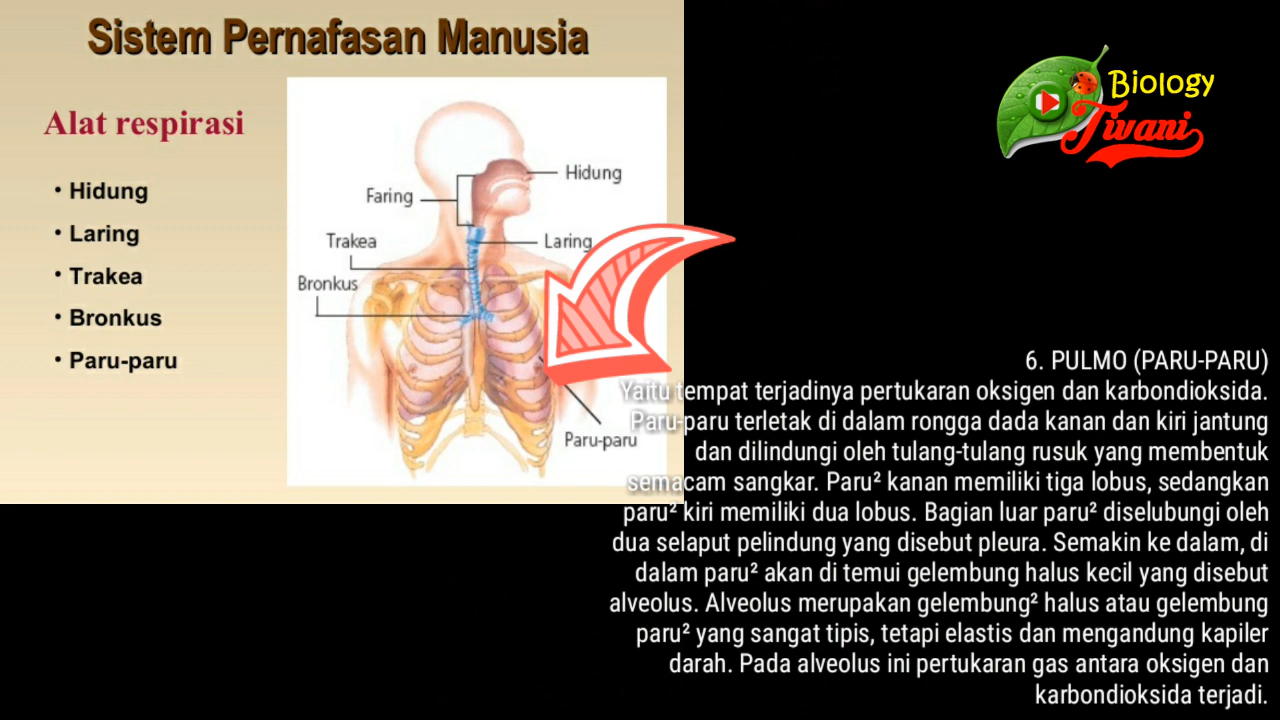 Sistem Pernafasan Manusia
Alat respirasi
• Hidung
• Laring
• Trakea
• Bronkus
• Paru-paru
Hidung
Faring
Trakea
Laring
Bronkus
Paru-paru
Biology
Tivani
6. PULMO (PARU-PARU)
Yaitu tempat terjadinya pertukaran oksigen dan karbondioksida.
Paru-paru terletak di dalam rongga dada kanan dan kiri jantung
dan dilindungi oleh tulang-tulang rusuk yang membentuk
semacam sangkar. Paru² kanan memiliki tiga lobus, sedangkan
paru² kiri memiliki dua lobus. Bagian luar paru² diselubungi oleh
dua selaput pelindung yang disebut pleura. Semakin ke dalam, di
dalam paru² akan di temui gelembung halus kecil yang disebut
alveolus. Alveolus merupakan gelembung² halus atau gelembung
paru² yang sangat tipis, tetapi elastis dan mengandung kapiler
darah. Pada alveolus ini pertukaran gas antara oksigen dan
karbondioksida terjadi.